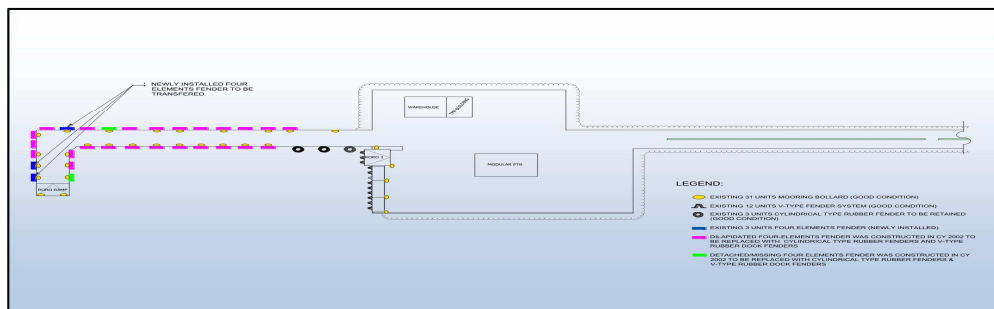 NEWLY INSTALLED FOUR
ELEMENTS FENDER TO BE
TRANSFERED
WAREHOUSE
MODULAR PTB
RORO 1
RORO RAMP
LEGEND:
EXISTING 31 UNITS MOORING BOLLARD (GOOD CONDITION)
EXISTING 12 UNITS V-TYPE FENDER SYSTEM (GOOD CONDITION)
EXISTING 3 UNITS CYLINDRICAL TYPE RUBBER FENDER TO BE RETAINED
(GOOD CONDITION)
EXISTING 3 UNITS FOUR ELEMENTS FENDER (NEWLY INSTALLED)
DILAPIDATED FOUR-ELEMENTS FENDER WAS CONSTRUCTED IN CY 2002 TO
BE REPLACED WITH CYLINDRICAL TYPE RUBBER FENDERS AND V-TYPE
RUBBER DOCK FENDERS
DETACHED/MISSING FOUR ELEMENTS FENDER WAS CONSTRUCTED IN CY
2002 TO BE REPLACED WITH CYLINDRICAL TYPE RUBBER FENDERS &
V-TYPE RUBBER DOCK FENDERS